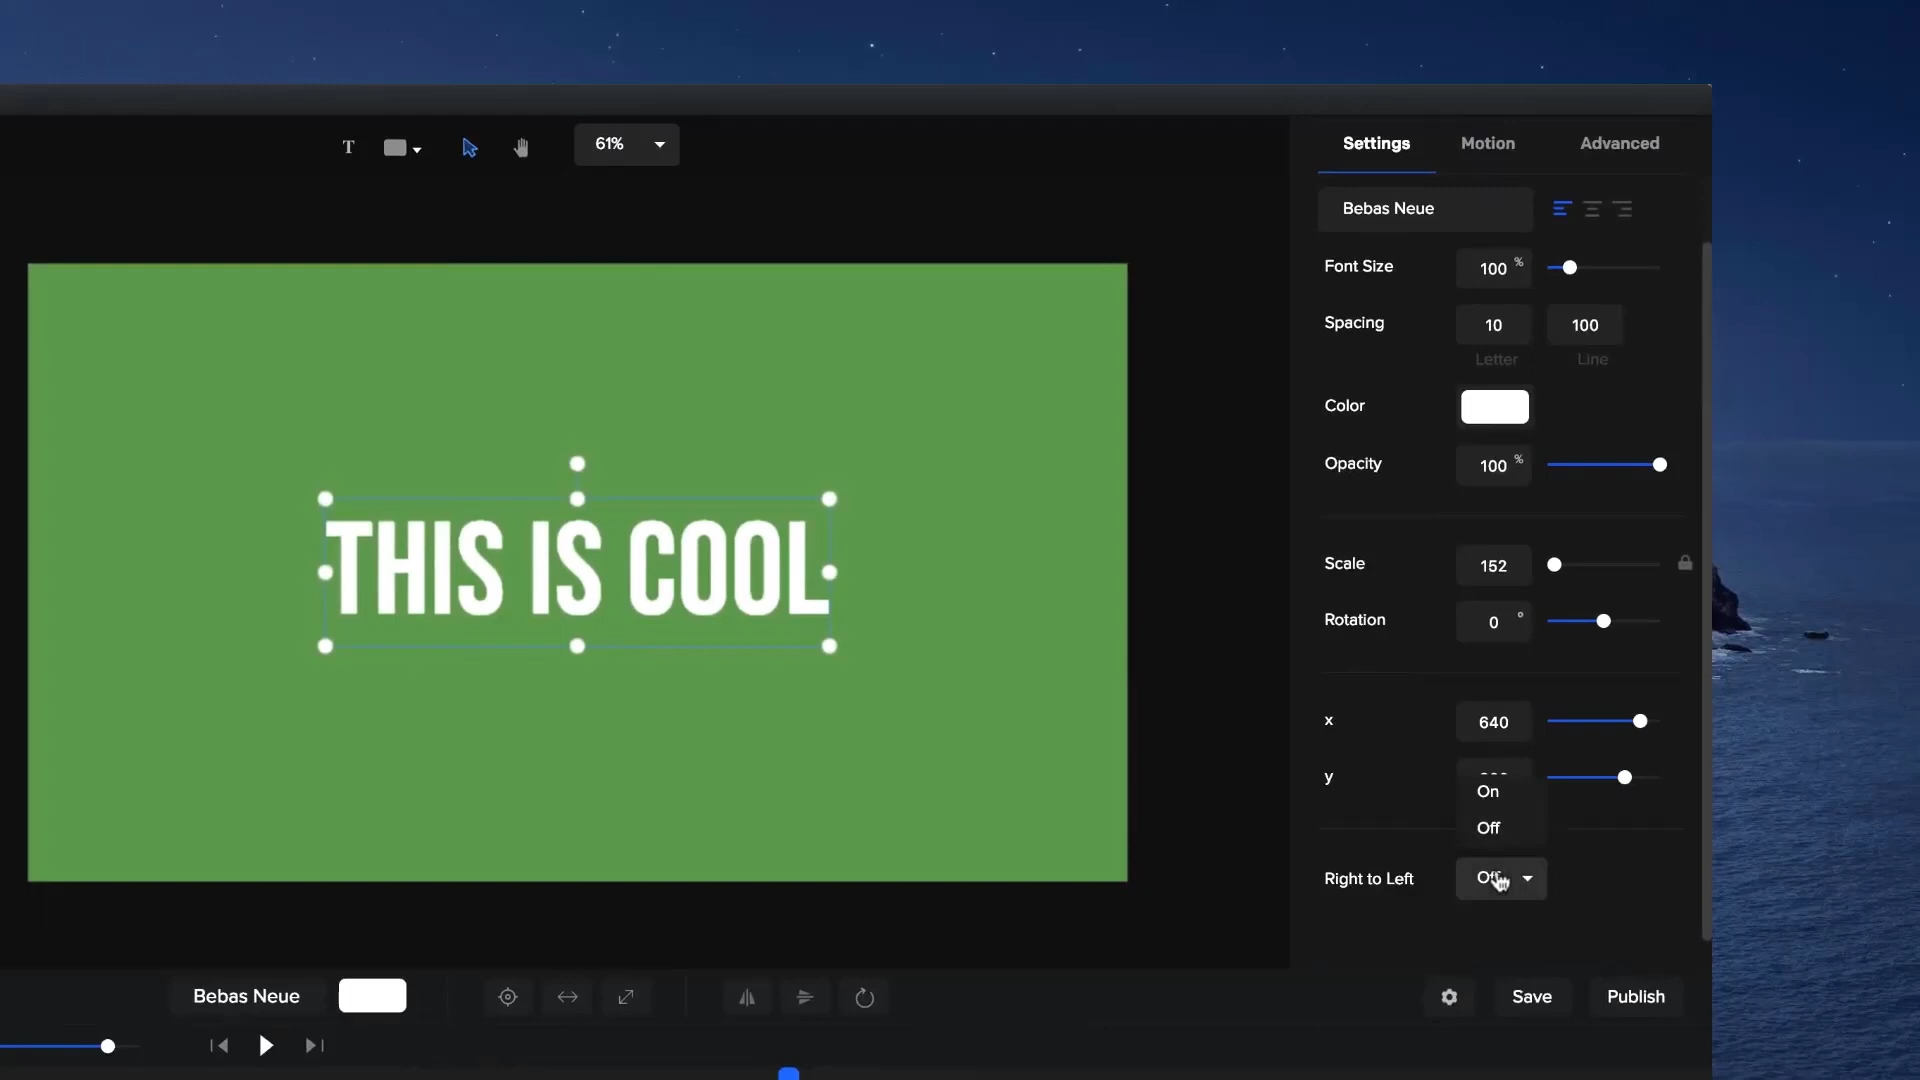 T
61%
Settings Motion Advanced
Bebas Neue
Font Size 100 %
Spacing 10 100
Letter Line
Color
Opacity 100 %
THIS IS COOL
Scale 152
Rotation 0 °
x 640
y
On
Off
Right to Left Off
Bebas Neue
Save Publish